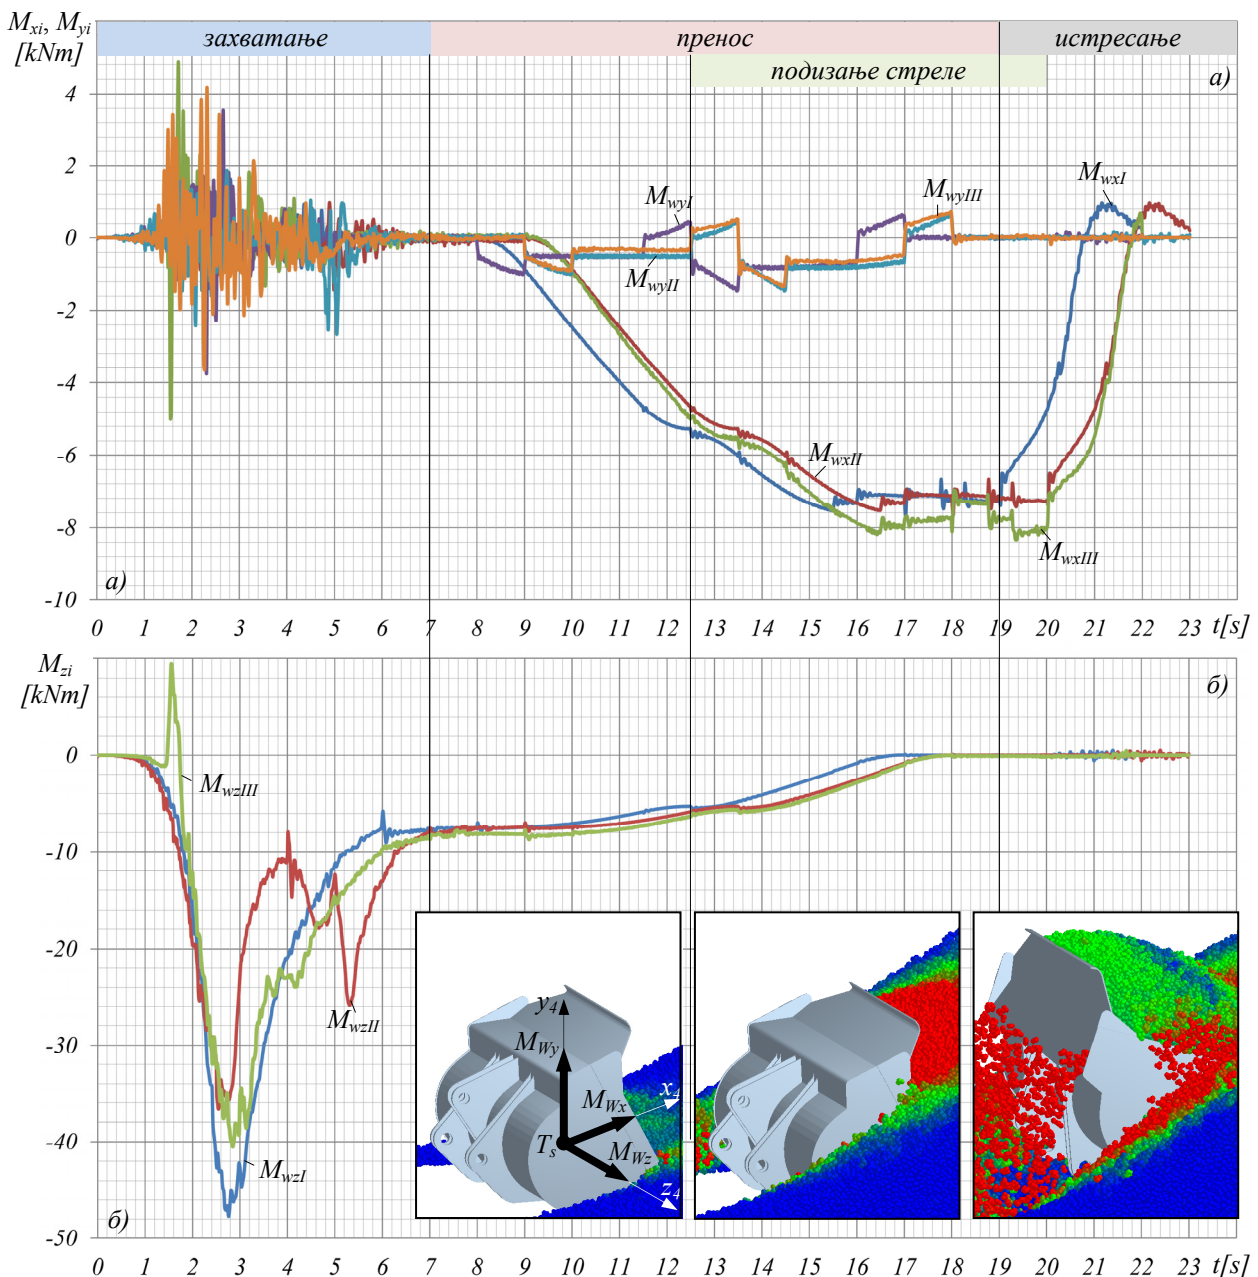 M_xi, M_yi
[kNm]
захватање
пренос
истресање
подизање стреле
а)
4
2
0
-2
-4
-6
-8
-10
M_wyI
M_wyII
M_wyIII
M_wxI
M_wxII
M_wxIII
а)
0 1 2 3 4 5 6 7 8 9 10 11 12 13 14 15 16 17 18 19 20 21 22 23 t[s]
M_zi
[kNm]
б)
0
-10
-20
-30
-40
-50
M_wzIII
M_wzII
M_wzI
y_4
M_Wy
M_Wx
x_4
T_s
M_Wz
z_4
б)
0 1 2 3 4 5 6 7 8 9 10 11 12 13 14 15 16 17 18 19 20 21 22 23 t[s]